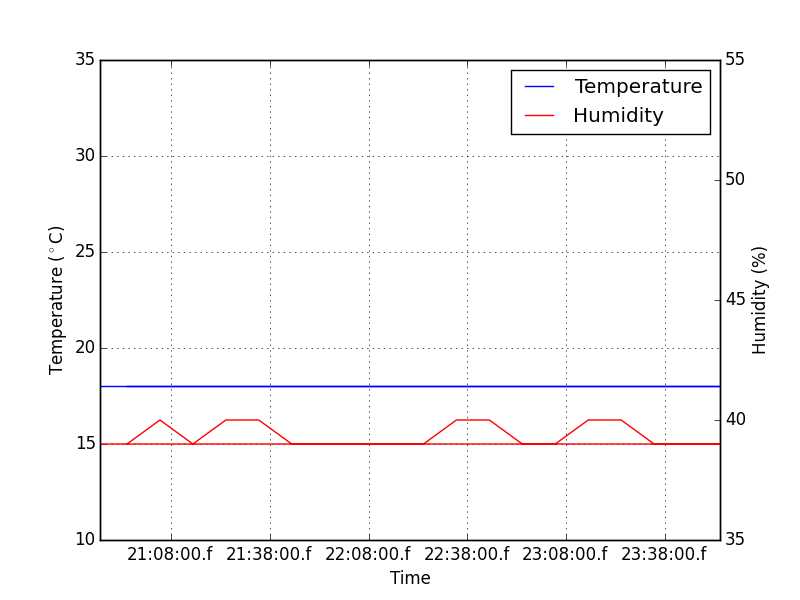 35
30
25
20
15
10
Temperature (°C)
Temperature
Humidity
55
50
45
40
35
Humidity (%)
21:08:00.f 21:38:00.f 22:08:00.f 22:38:00.f 23:08:00.f 23:38:00.f
Time